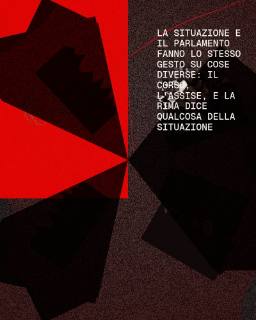 LA SITUAZIONE E
IL PARLAMENTO
FANNO LO STESSO
GESTO SU COSE
DIVERSE: IL
L'ASSISE, E LA
RIMA DICE
QUALCOSA DELLA
SITUAZIONE